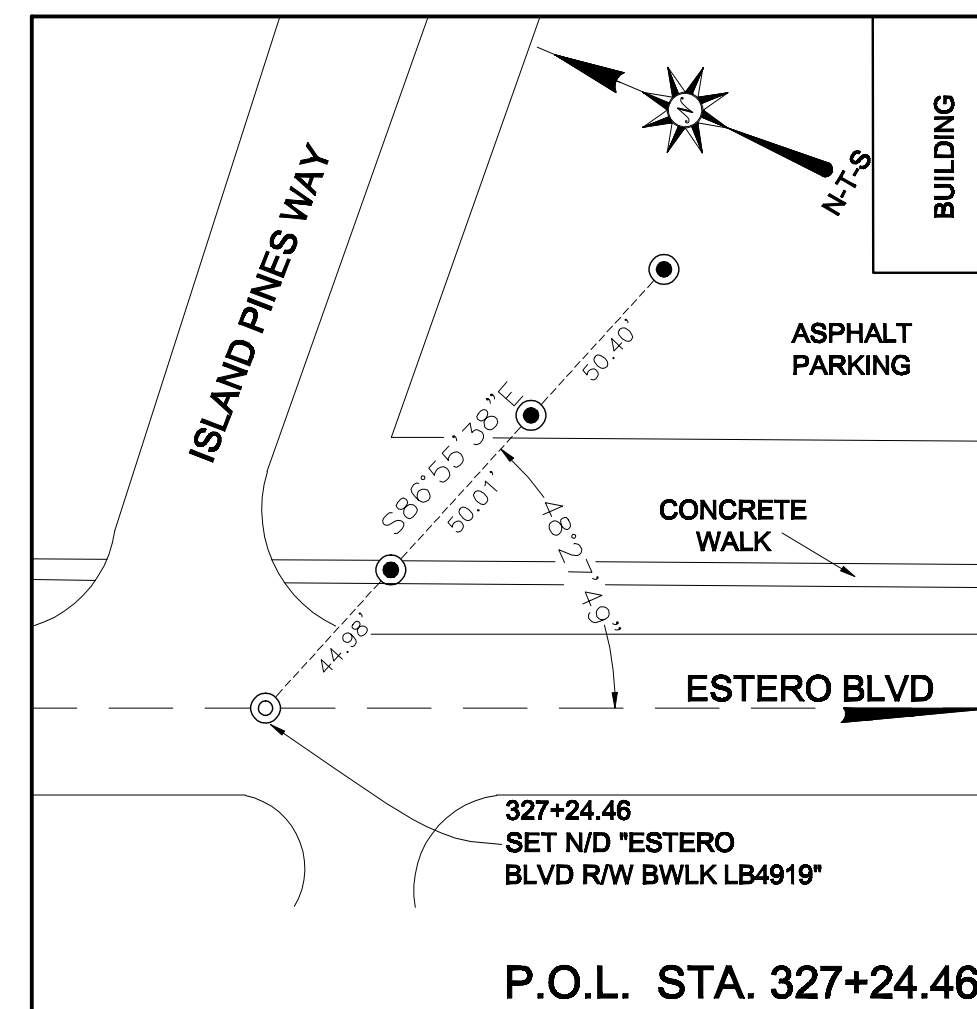 N
N-T-S
BUILDING
ISLAND PINES WAY
ASPHALT
PARKING
50.40'
S86°55'38"E
50.01'
48°27'49"
CONCRETE
WALK
44.98'
ESTERO BLVD
327+24.46
SET N/D "ESTERO
BLVD R/W BWLK LB4919"
P.O.L. STA. 327+24.46